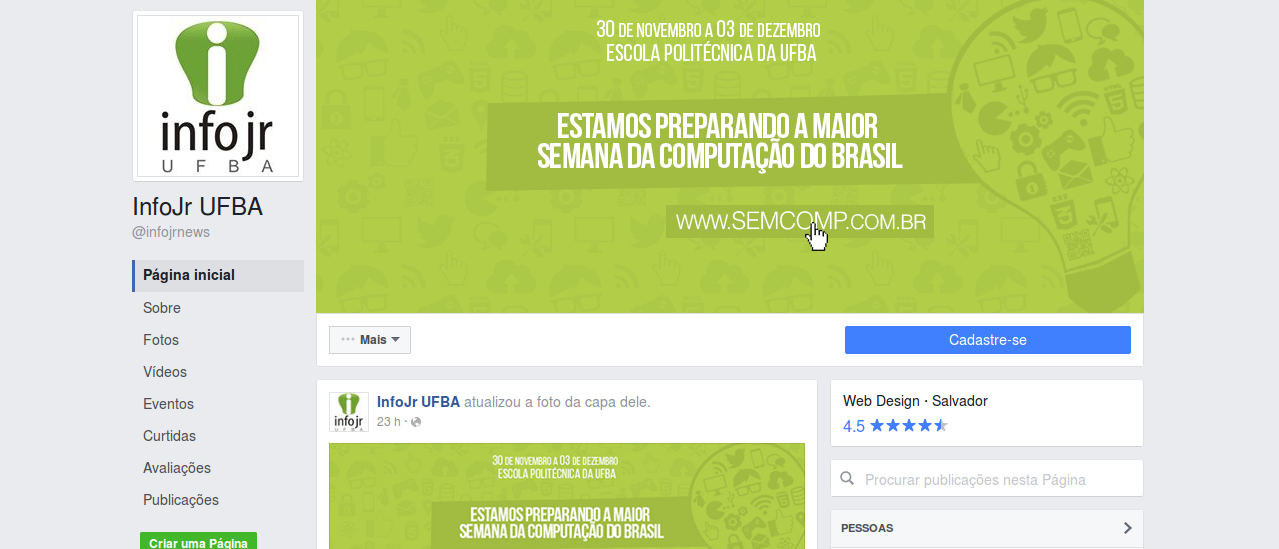 infojr
UFBA
InfoJr UFBA
@infojrnews
Página inicial
Sobre
Fotos
Vídeos
Eventos
Curtidas
Avaliações
Publicações
Criar uma Página
30 DE NOVEMBRO A 03 DE DEZEMBRO
ESCOLA POLITÉCNICA DA UFBA
ESTAMOS PREPARANDO A MAIOR
SEMANA DA COMPUTAÇÃO DO BRASIL
WWW.SEMCOMP.COM.BR
Mais
Cadastre-se
InfoJr UFBA atualizou a foto da capa dele.
23 h ·
infojr
UFBA
30 DE NOVEMBRO A 03 DE DEZEMBRO
ESCOLA POLITÉCNICA DA UFBA
ESTAMOS PREPARANDO A MAIOR
SEMANA DA COMPUTAÇÃO DO BRASIL
Web Design · Salvador
4.5
Procurar publicações nesta Página
PESSOAS